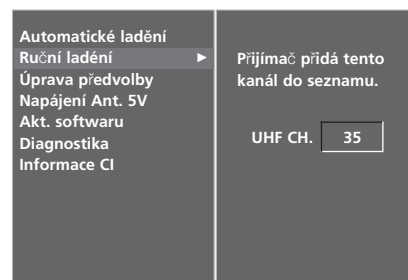 Automatické ladění
Ruční ladéní ►
Úprava předvolby
Napájení Ant. 5V
Akt. softwaru
Diagnostika
Informace CI
Přijímač přidá tento
kanál do seznamu.
UHF CH. 35